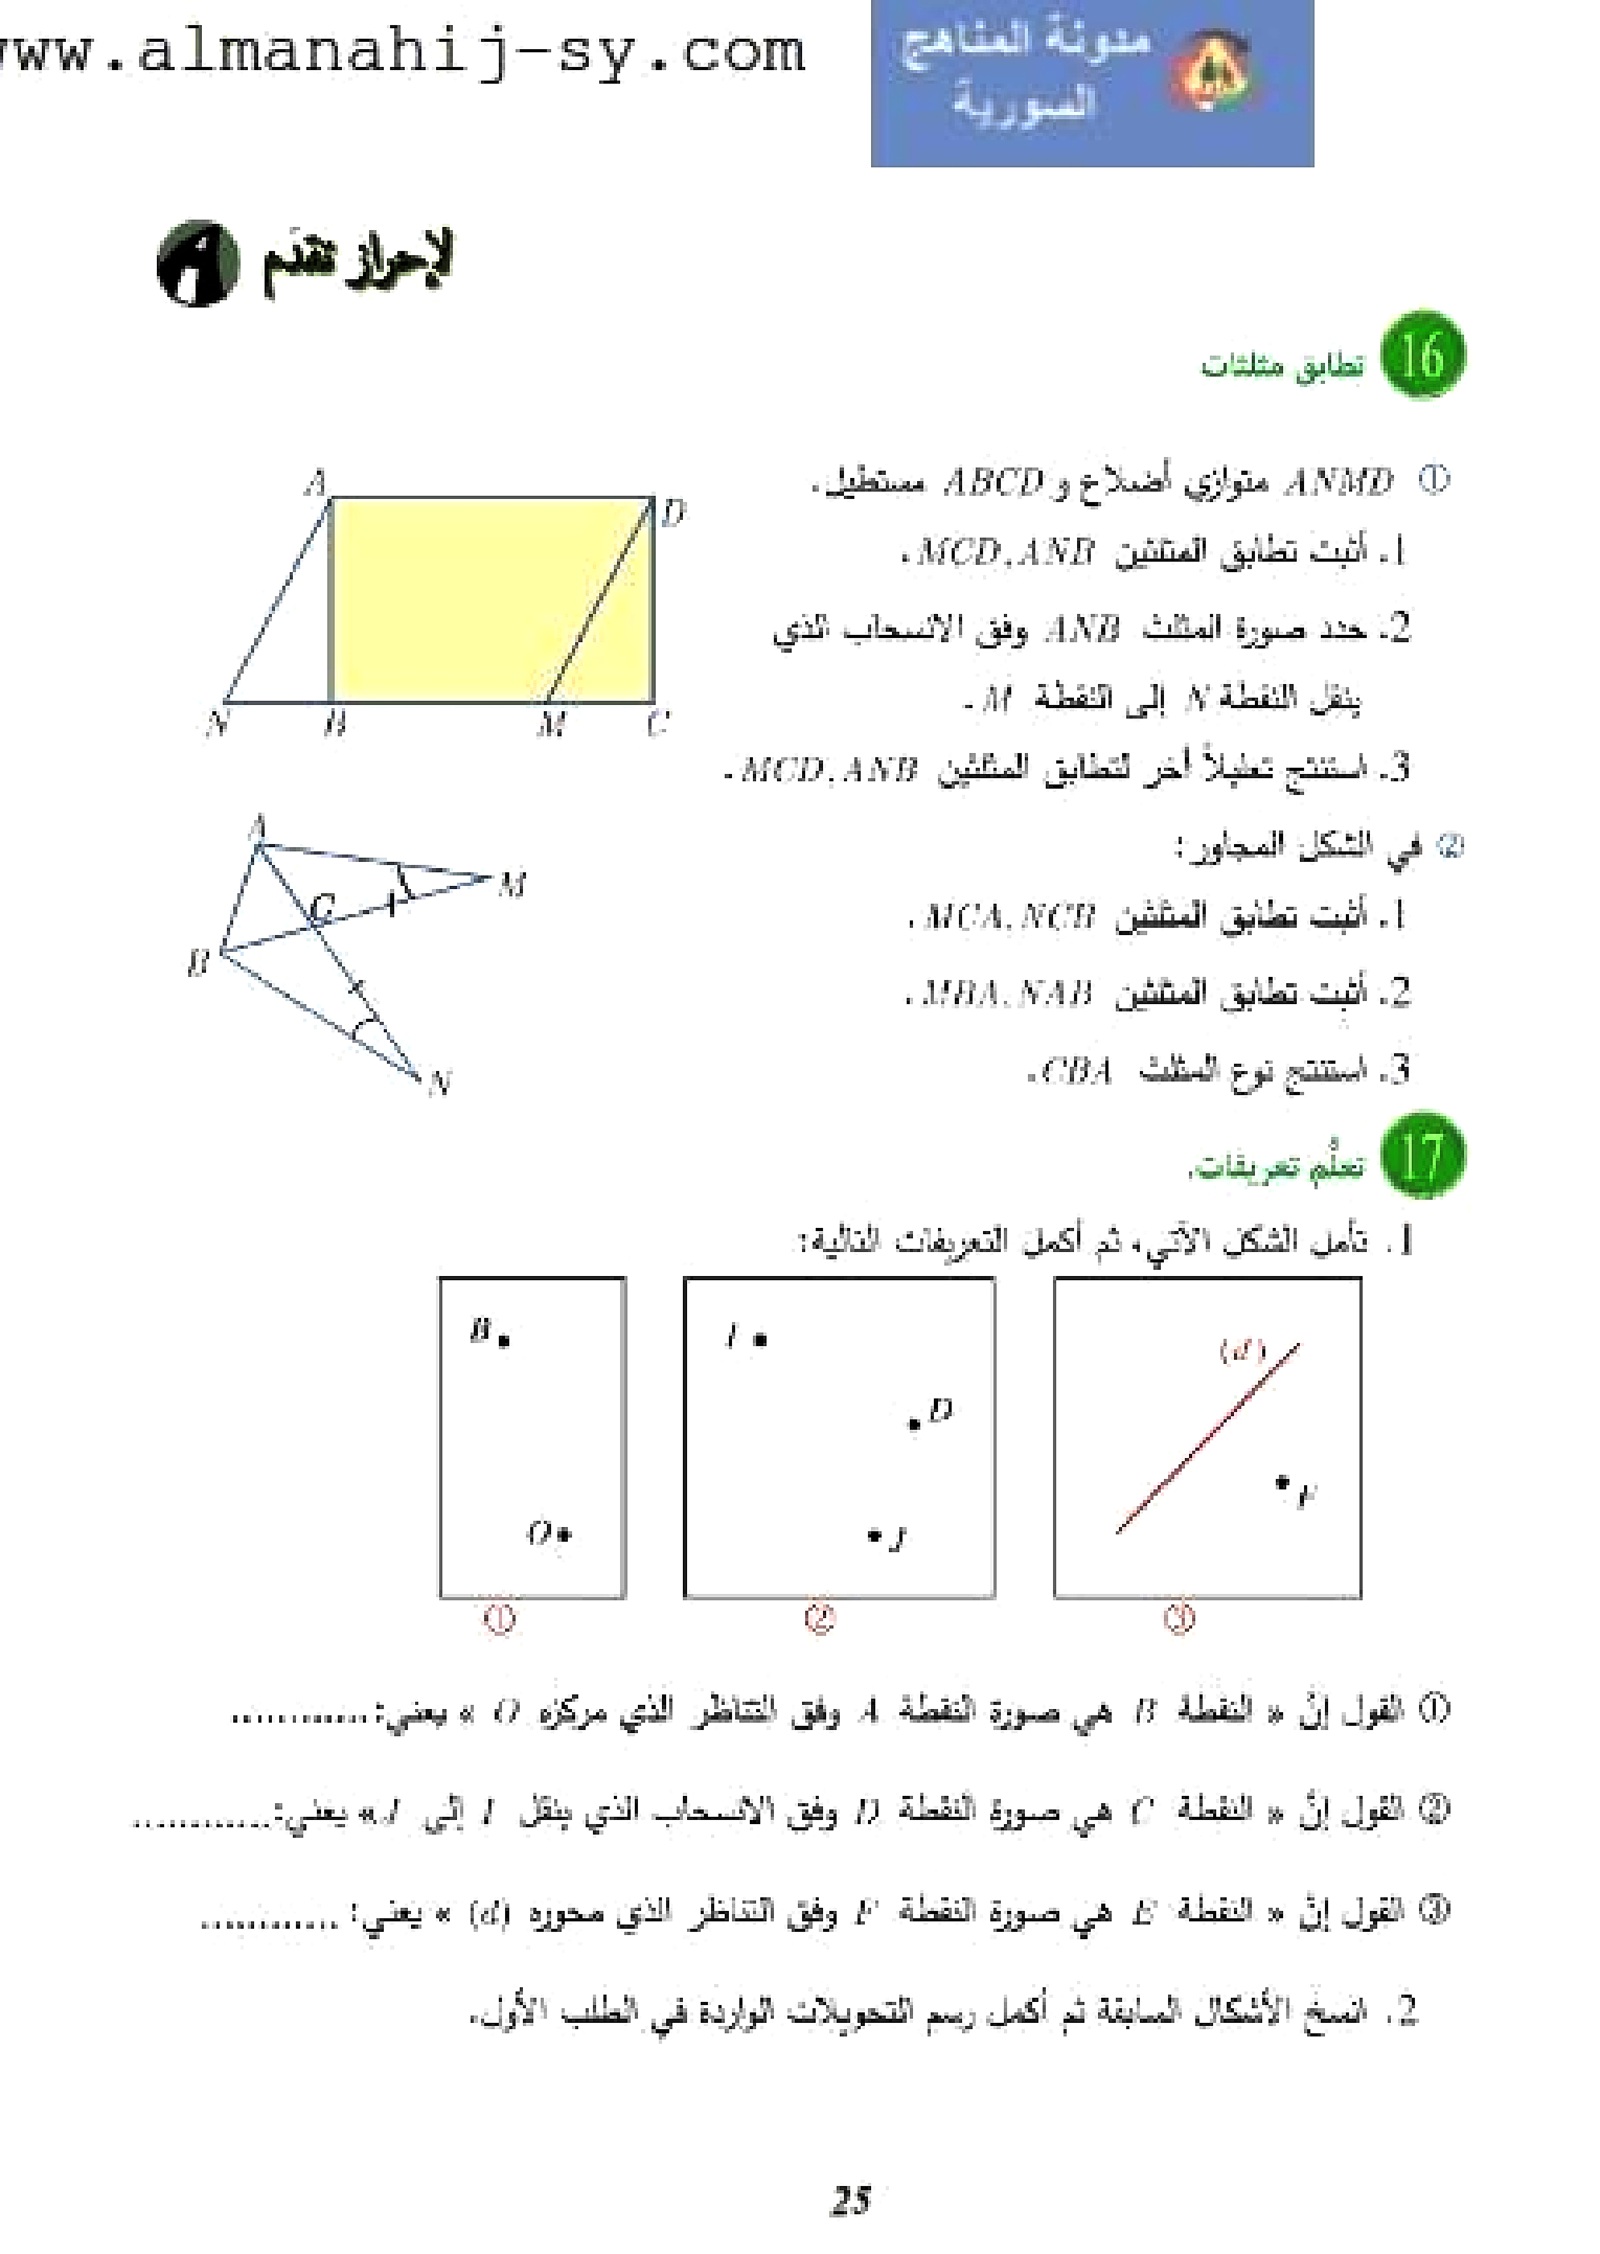 www.almanahij-sy.com
مدونة المناهج
السورية
لإحراز تقدم
16 تطابق مثلثات
① ANMD متوازي أضلاع و ABCD مستطيل.
1. أثبت تطابق المثلثين MCD, ANB.
2. حدد صورة المثلث ANB وفق الانسحاب الذي
ينقل النقطة N إلى النقطة M.
3. استنتج تعليلاً آخر لتطابق المثلثين MCD, ANB.
A
D
N B M C
② في الشكل المجاور:
1. أثبت تطابق المثلثين MCA, NCB.
2. أثبت تطابق المثلثين MBA, NAB.
3. استنتج نوع المثلث CBA.
A
M
C
B
N
17 تعلُّم تعريفات.
1. تأمل الشكل الآتي، ثم أكمل التعريفات التالية:
B
O
①
I
D
J
②
(d)
F
③
① القول إنّ « النقطة B هي صورة النقطة A وفق التناظر الذي مركزه O » يعني: ............
② القول إنّ « النقطة C هي صورة النقطة D وفق الانسحاب الذي ينقل I إلى J » يعني: ............
③ القول إنّ « النقطة E هي صورة النقطة F وفق التناظر الذي محوره (d) » يعني: ............
2. انسخ الأشكال السابقة ثم أكمل رسم التحويلات الواردة في الطلب الأول.
25